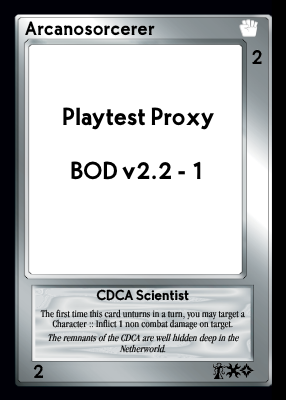 Arcanosorcerer
2
Playtest Proxy
BOD v2.2 - 1
CDCA Scientist
The first time this card unturns in a turn, you may target a
Character :: Inflict 1 non combat damage on target.
The remnants of the CDCA are well hidden deep in the
Netherworld.
2